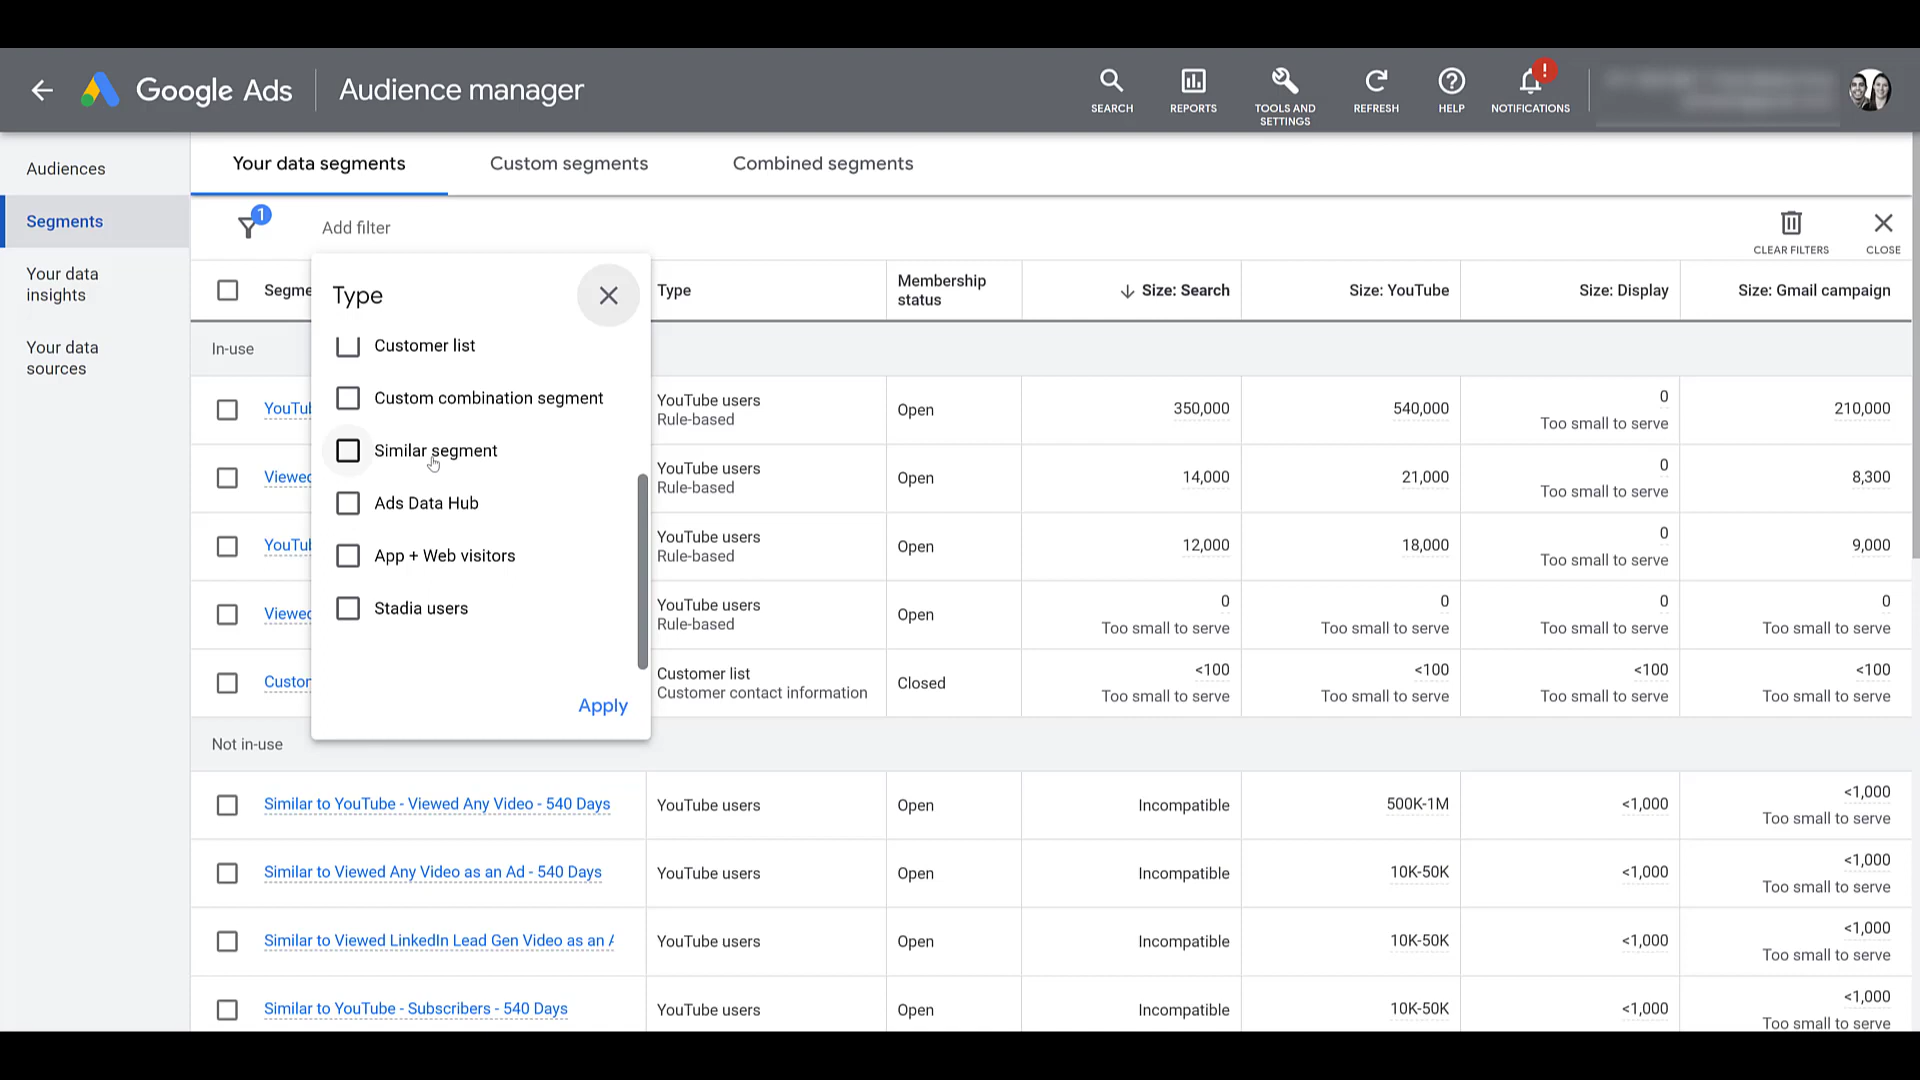 Google Ads
Audience manager
SEARCH
REPORTS
TOOLS AND
SETTINGS
REFRESH
HELP
!
NOTIFICATIONS
Audiences
Segments
Your data
insights
Your data
sources
Your data segments
Custom segments
Combined segments
1
Add filter
CLEAR FILTERS
CLOSE
Segme
Type
Membership
status
Size: Search
Size: YouTube
Size: Display
Size: Gmail campaign
Type
Customer list
Custom combination segment
Similar segment
Ads Data Hub
App + Web visitors
Stadia users
Apply
In-use
YouTu
YouTube users
Rule-based
Open
350,000
540,000
0
Too small to serve
210,000
Viewed
YouTube users
Rule-based
Open
14,000
21,000
0
Too small to serve
8,300
YouTu
YouTube users
Rule-based
Open
12,000
18,000
0
Too small to serve
9,000
Viewed
YouTube users
Rule-based
Open
0
Too small to serve
0
Too small to serve
0
Too small to serve
0
Too small to serve
Custor
Customer list
Customer contact information
Closed
<100
Too small to serve
<100
Too small to serve
<100
Too small to serve
<100
Too small to serve
Not in-use
Similar to YouTube - Viewed Any Video - 540 Days
YouTube users
Open
Incompatible
500K-1M
<1,000
<1,000
Too small to serve
Similar to Viewed Any Video as an Ad - 540 Days
YouTube users
Open
Incompatible
10K-50K
<1,000
<1,000
Too small to serve
Similar to Viewed LinkedIn Lead Gen Video as an A
YouTube users
Open
Incompatible
10K-50K
<1,000
<1,000
Too small to serve
Similar to YouTube - Subscribers - 540 Days
YouTube users
Open
Incompatible
10K-50K
<1,000
<1,000
Too small to serve